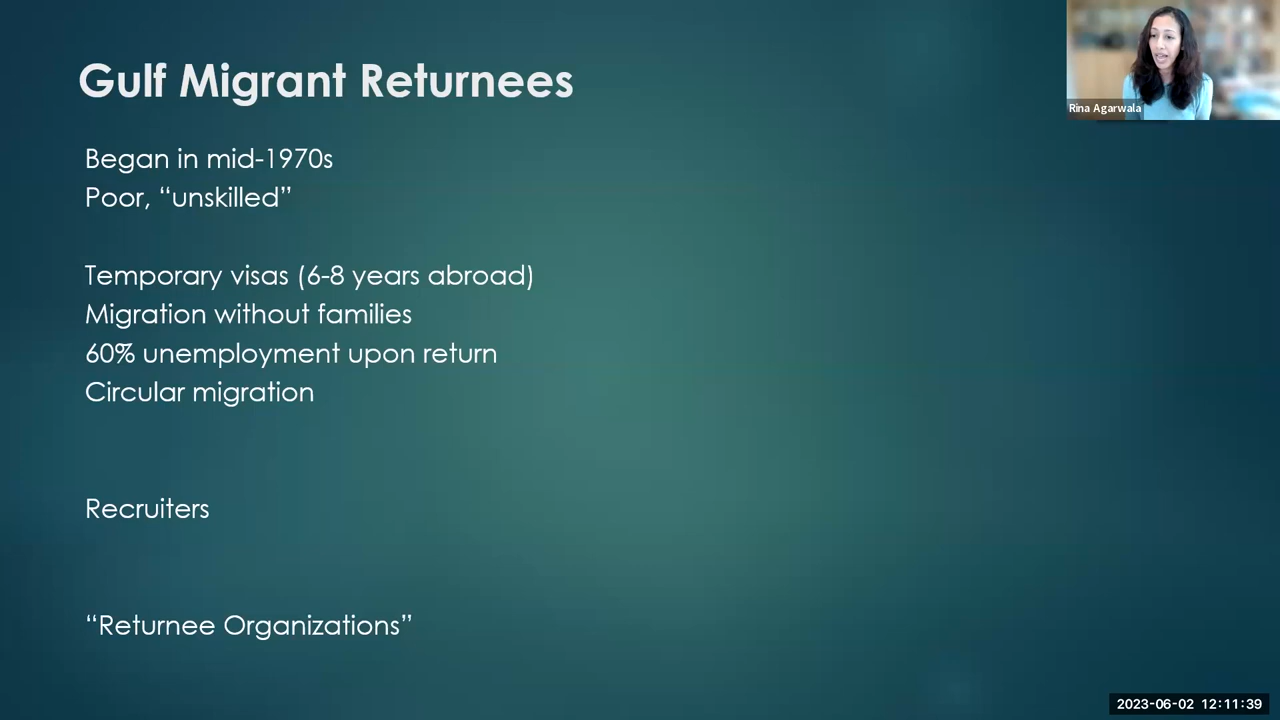 Gulf Migrant Returnees
Rina Agarwala
Began in mid-1970s
Poor, “unskilled”
Temporary visas (6-8 years abroad)
Migration without families
60% unemployment upon return
Circular migration
Recruiters
“Returnee Organizations”
2023-06-02 12:11:39